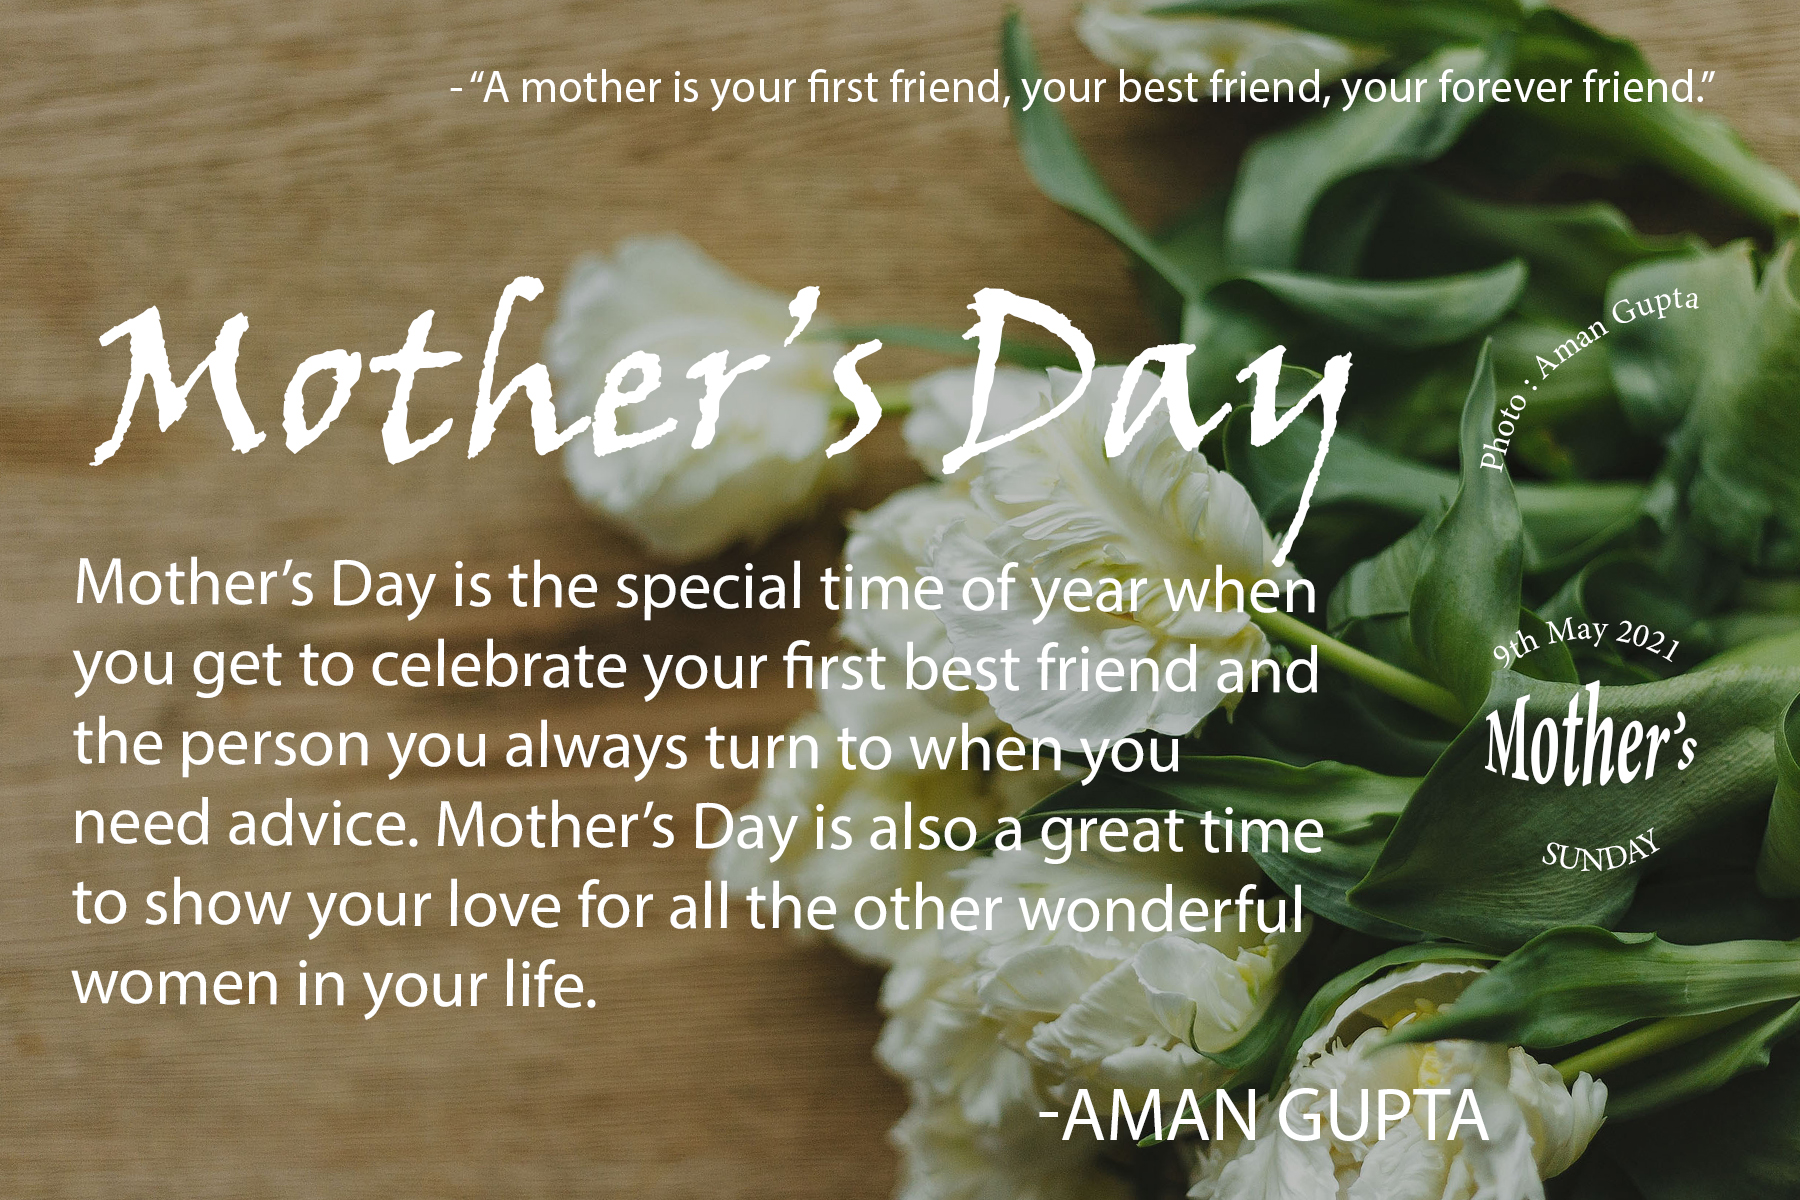 -“A mother is your first friend, your best friend, your forever friend.”
Mother’s Day
Photo : Aman Gupta
Mother’s Day is the special time of year when
you get to celebrate your first best friend and
the person you always turn to when you
need advice. Mother’s Day is also a great time
to show your love for all the other wonderful
women in your life.
9th May 2021
Mother’s
SUNDAY
-AMAN GUPTA